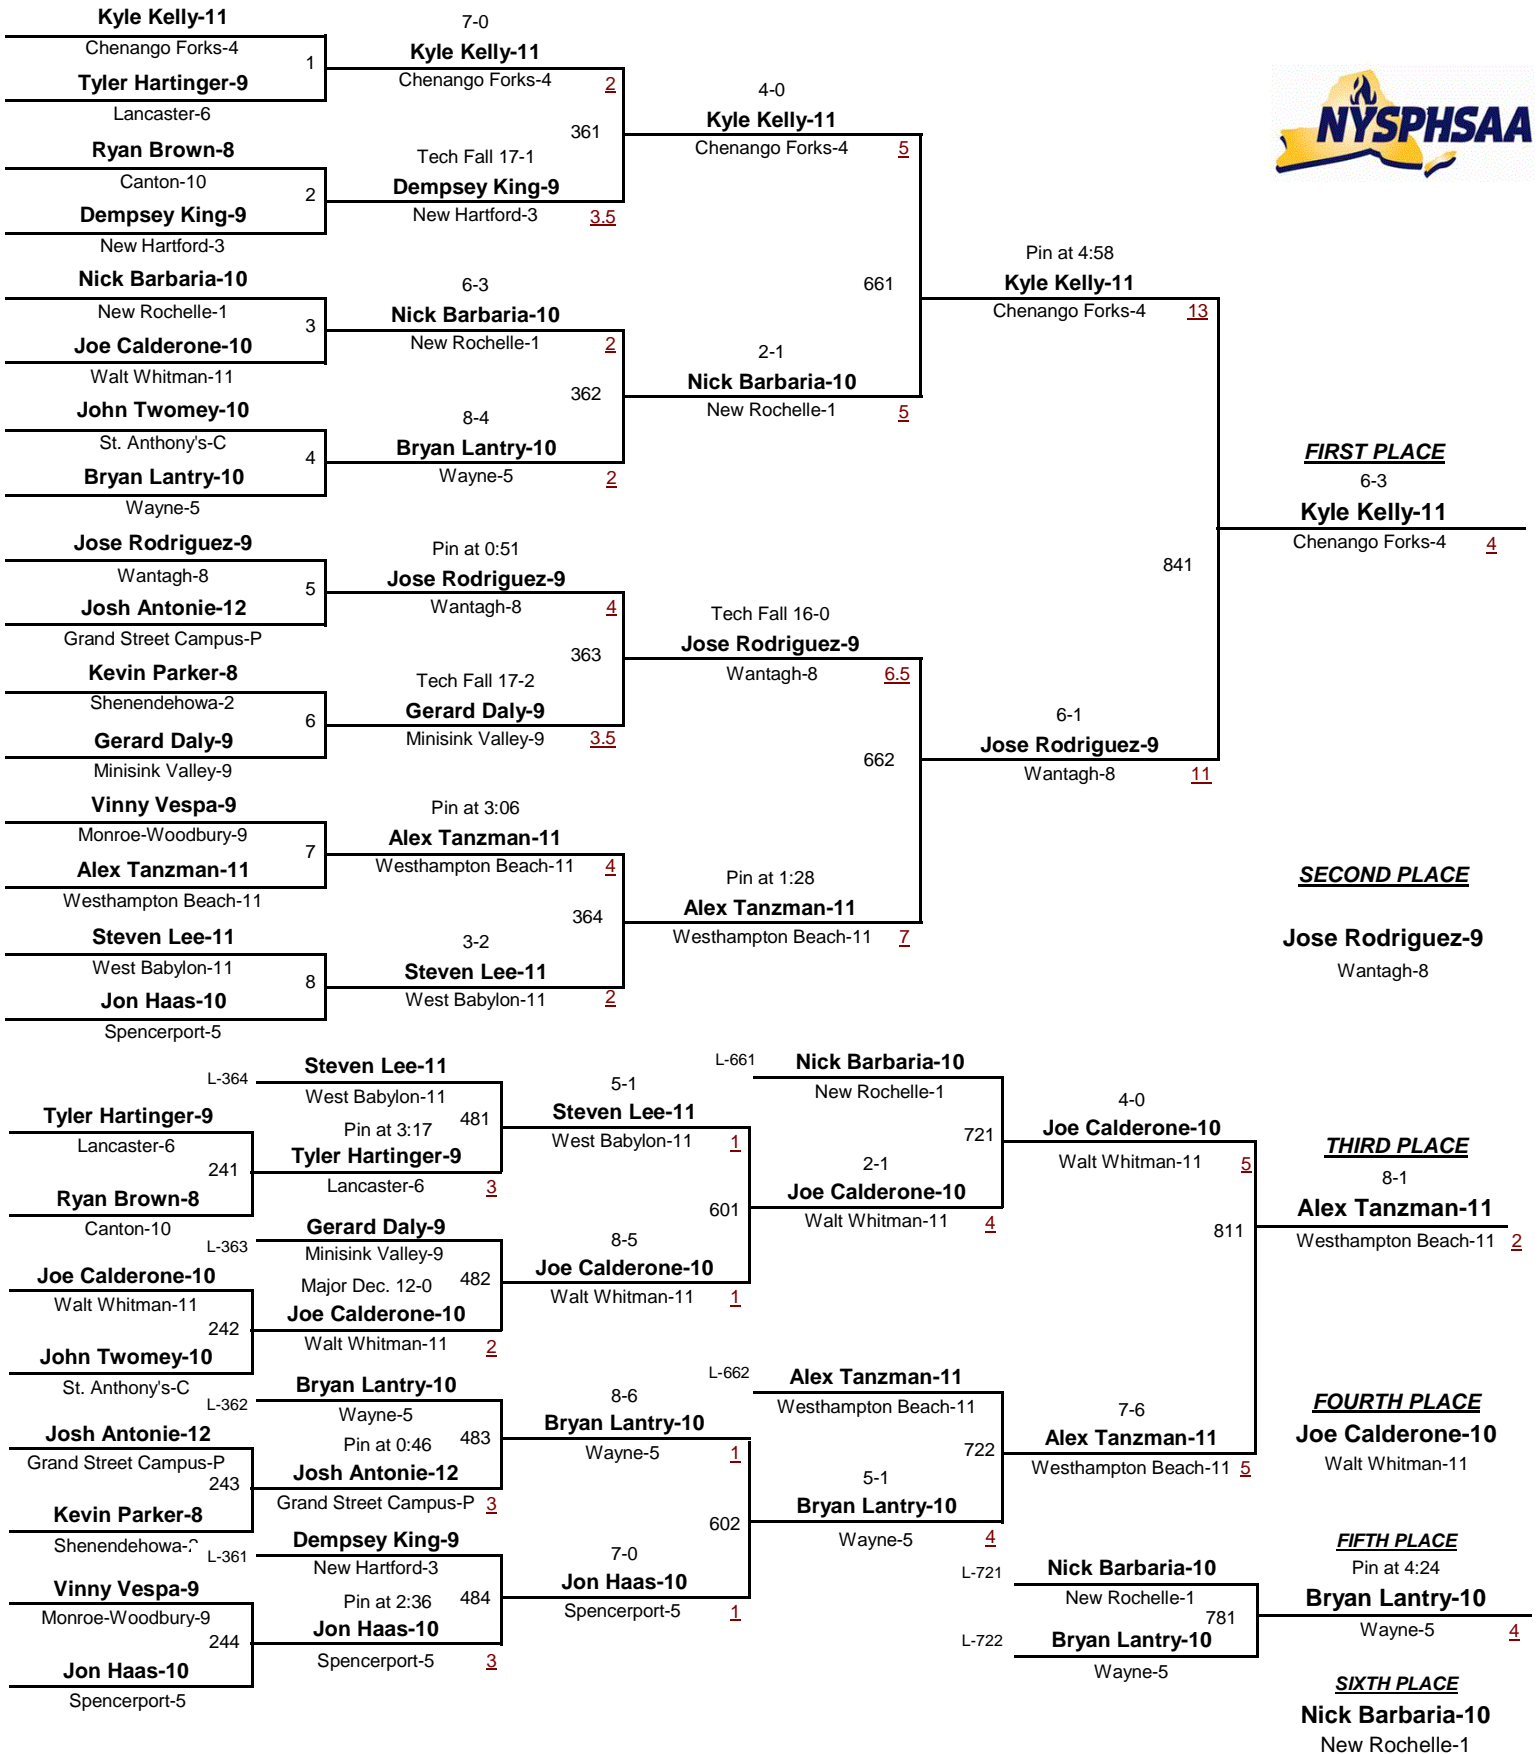 Kyle Kelly-11
Chenango Forks-4
1
Tyler Hartinger-9
Lancaster-6
Ryan Brown-8
Canton-10
2
Dempsey King-9
New Hartford-3
Nick Barbaria-10
New Rochelle-1
3
Joe Calderone-10
Walt Whitman-11
John Twomey-10
St. Anthony's-C
4
Bryan Lantry-10
Wayne-5
Jose Rodriguez-9
Wantagh-8
5
Josh Antonie-12
Grand Street Campus-P
Kevin Parker-8
Shenendehowa-2
6
Gerard Daly-9
Minisink Valley-9
Vinny Vespa-9
Monroe-Woodbury-9
7
Alex Tanzman-11
Westhampton Beach-11
Steven Lee-11
West Babylon-11
8
Jon Haas-10
Spencerport-5
7-0
Kyle Kelly-11
Chenango Forks-4 2
361
Tech Fall 17-1
Dempsey King-9
New Hartford-3 3.5
6-3
Nick Barbaria-10
New Rochelle-1 2
362
8-4
Bryan Lantry-10
Wayne-5 2
Pin at 0:51
Jose Rodriguez-9
Wantagh-8 4
363
Tech Fall 17-2
Gerard Daly-9
Minisink Valley-9 3.5
Pin at 3:06
Alex Tanzman-11
Westhampton Beach-11 4
364
3-2
Steven Lee-11
West Babylon-11 2
4-0
Kyle Kelly-11
Chenango Forks-4 5
661
2-1
Nick Barbaria-10
New Rochelle-1 5
Tech Fall 16-0
Jose Rodriguez-9
Wantagh-8 6.5
662
Pin at 1:28
Alex Tanzman-11
Westhampton Beach-11 7
Pin at 4:58
Kyle Kelly-11
Chenango Forks-4 13
841
6-1
Jose Rodriguez-9
Wantagh-8 11
NYSPHSAA
FIRST PLACE
6-3
Kyle Kelly-11
Chenango Forks-4 4
SECOND PLACE
Jose Rodriguez-9
Wantagh-8
Tyler Hartinger-9
Lancaster-6
241
Ryan Brown-8
Canton-10
Joe Calderone-10
Walt Whitman-11
242
John Twomey-10
St. Anthony's-C
Josh Antonie-12
Grand Street Campus-P
243
Kevin Parker-8
Shenendehowa-
Vinny Vespa-9
Monroe-Woodbury-9
244
Jon Haas-10
Spencerport-5
L-364
Steven Lee-11
West Babylon-11
481
Pin at 3:17
Tyler Hartinger-9
Lancaster-6 3
L-363
Gerard Daly-9
Minisink Valley-9
482
Major Dec. 12-0
Joe Calderone-10
Walt Whitman-11 2
L-362
Bryan Lantry-10
Wayne-5
483
Pin at 0:46
Josh Antonie-12
Grand Street Campus-P 3
L-361
Dempsey King-9
New Hartford-3
484
Pin at 2:36
Jon Haas-10
Spencerport-5 3
5-1
Steven Lee-11
West Babylon-11 1
601
8-5
Joe Calderone-10
Walt Whitman-11 1
8-6
Bryan Lantry-10
Wayne-5 1
602
7-0
Jon Haas-10
Spencerport-5 1
L-661
Nick Barbaria-10
New Rochelle-1
721
2-1
Joe Calderone-10
Walt Whitman-11 4
L-662
Alex Tanzman-11
Westhampton Beach-11
722
5-1
Bryan Lantry-10
Wayne-5 4
4-0
Joe Calderone-10
Walt Whitman-11 5
811
7-6
Alex Tanzman-11
Westhampton Beach-11 5
THIRD PLACE
8-1
Alex Tanzman-11
Westhampton Beach-11 2
FOURTH PLACE
Joe Calderone-10
Walt Whitman-11
L-721
Nick Barbaria-10
New Rochelle-1
781
L-722
Bryan Lantry-10
Wayne-5
FIFTH PLACE
Pin at 4:24
Bryan Lantry-10
Wayne-5 4
SIXTH PLACE
Nick Barbaria-10
New Rochelle-1